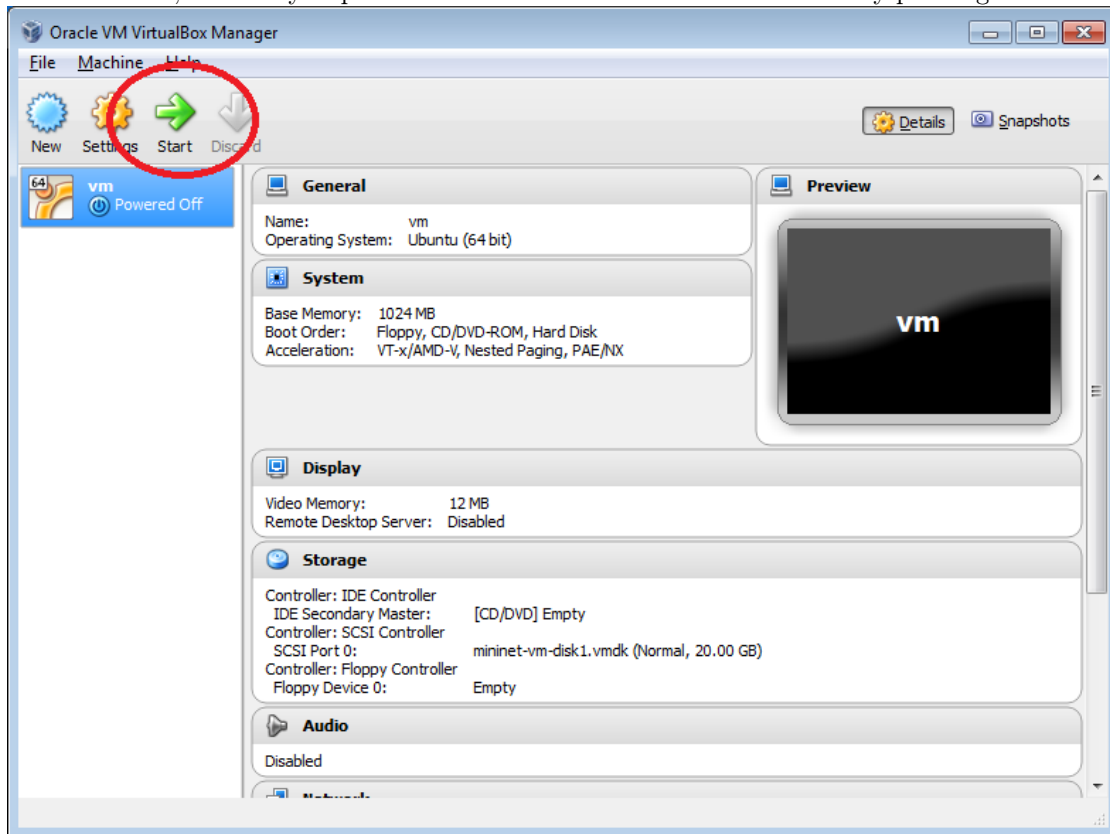 Oracle VM VirtualBox Manager
File Machine Help
New Settings Start Discard
Details Snapshots
64
vm
Powered Off
General
Name: vm
Operating System: Ubuntu (64 bit)
System
Base Memory: 1024 MB
Boot Order: Floppy, CD/DVD-ROM, Hard Disk
Acceleration: VT-x/AMD-V, Nested Paging, PAE/NX
Preview
vm
Display
Video Memory: 12 MB
Remote Desktop Server: Disabled
Storage
Controller: IDE Controller
IDE Secondary Master: [CD/DVD] Empty
Controller: SCSI Controller
SCSI Port 0: mininet-vm-disk1.vmdk (Normal, 20.00 GB)
Controller: Floppy Controller
Floppy Device 0: Empty
Audio
Disabled
Network